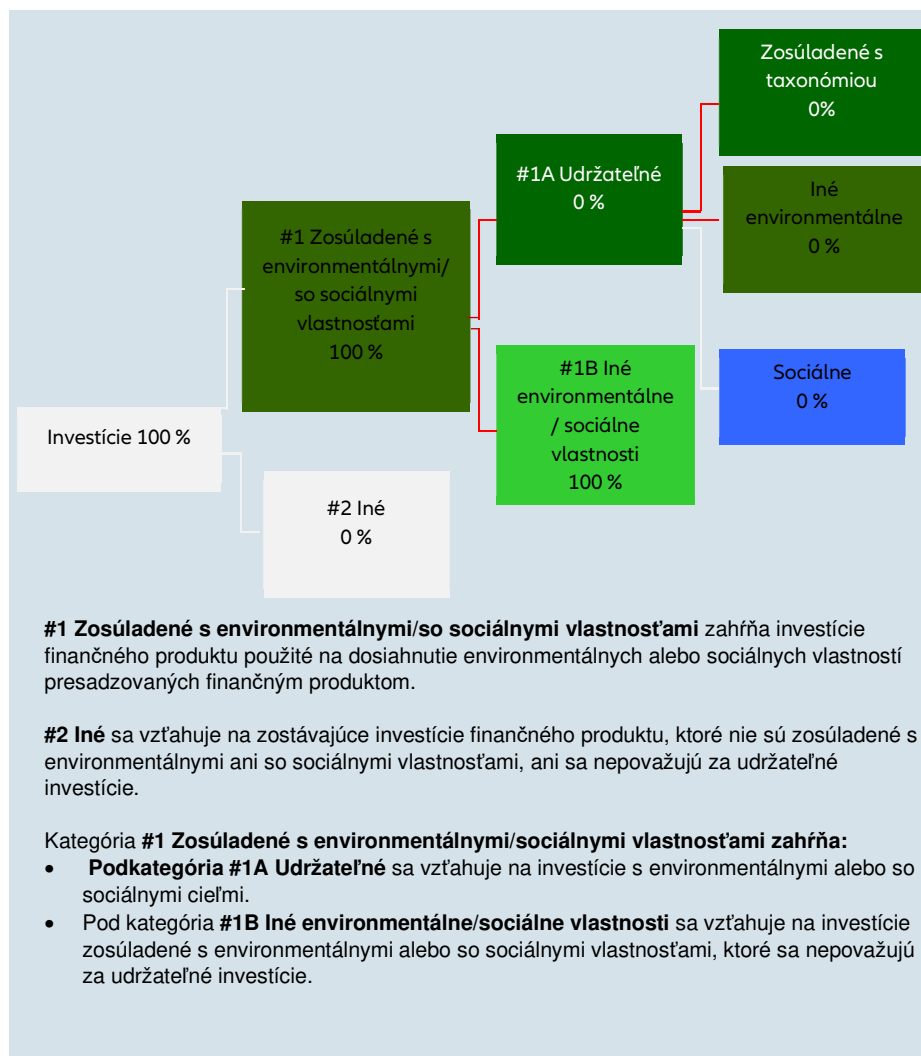 Zosúladené s
taxonómiou
0%
#1A Udržateľné
0 %
Iné
environmentálne
0 %
#1 Zosúladené s
environmentálnymi/
so sociálnymi
vlastnosťami
100 %
#1B Iné
environmentálne
/ sociálne
vlastnosti
100 %
Sociálne
0 %
Investície 100 %
#2 Iné
0 %
#1 Zosúladené s environmentálnymi/so sociálnymi vlastnosťami zahŕňa investície
finančného produktu použité na dosiahnutie environmentálnych alebo sociálnych vlastností
presadzovaných finančným produktom.
#2 Iné sa vzťahuje na zostávajúce investície finančného produktu, ktoré nie sú zosúladené s
environmentálnymi ani so sociálnymi vlastnosťami, ani sa nepovažujú za udržateľné
investície.
Kategória #1 Zosúladené s environmentálnymi/sociálnymi vlastnosťami zahŕňa:
• Podkategória #1A Udržateľné sa vzťahuje na investície s environmentálnymi alebo so
sociálnymi cieľmi.
• Pod kategória #1B Iné environmentálne/sociálne vlastnosti sa vzťahuje na investície
zosúladené s environmentálnymi alebo so sociálnymi vlastnosťami, ktoré sa nepovažujú
za udržateľné investície.